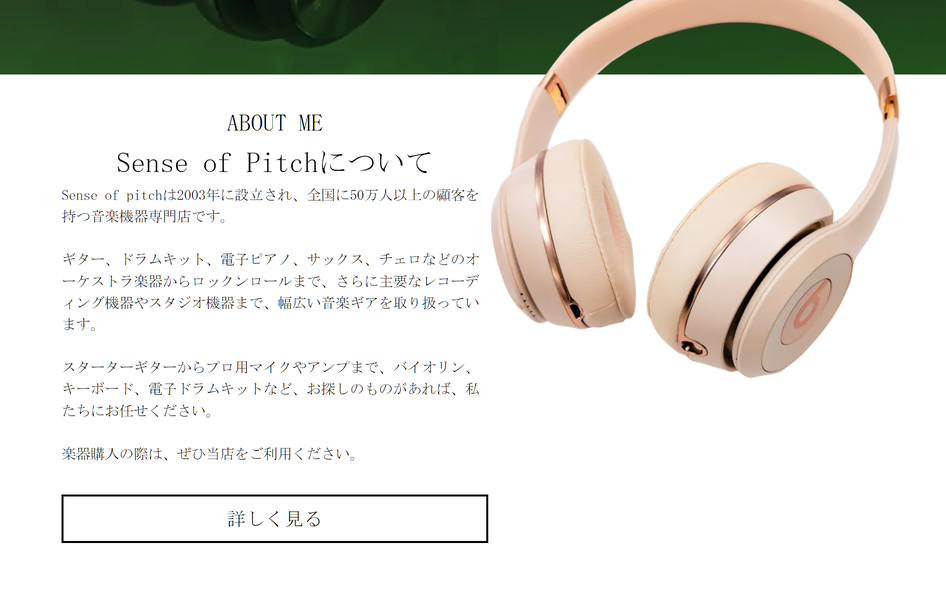 ABOUT ME
Sense of Pitchについて
Sense of pitchは2003年に設立され、全国に50万人以上の顧客を
持つ音楽機器専門店です。
ギター、ドラムキット、電子ピアノ、サックス、チェロなどのオ
ーケストラ楽器からロックンロールまで、さらに主要なレコーデ
ィング機器やスタジオ機器まで、幅広い音楽ギアを取り扱ってい
ます。
スターターギターからプロ用マイクやアンプまで、バイオリン、
キーボード、電子ドラムキットなど、お探しのものがあれば、私
たちにお任せください。
楽器購入の際は、ぜひ当店をご利用ください。
詳しく見る